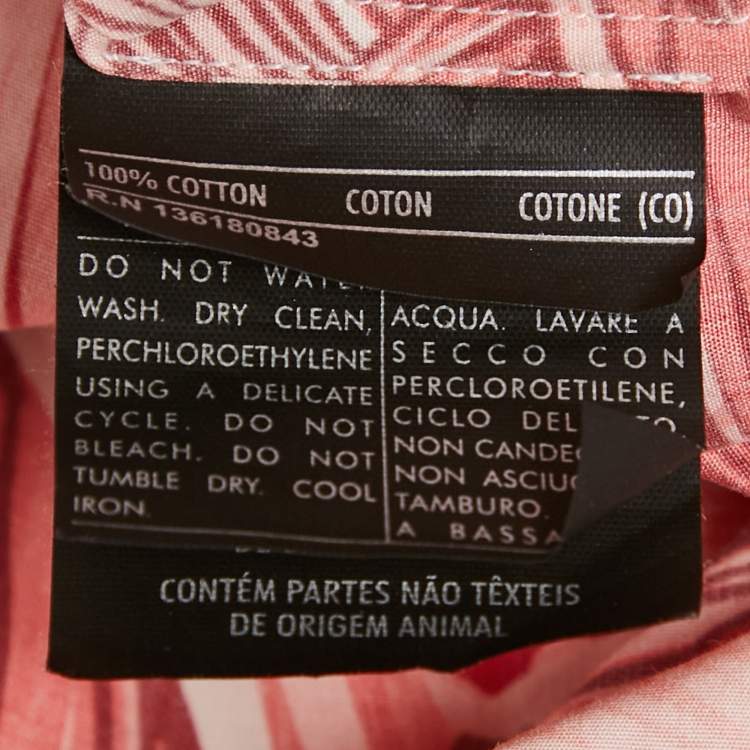 100% COTTON COTON COTONE (CO)
R.N 136180843
DO NOT
WASH. DRY CLEAN,
PERCHLOROETHYLENE
USING A DELICATE
CYCLE. DO NOT
BLEACH. DO NOT
TUMBLE DRY. COOL
IRON.
ACQUA. LAVARE A
SECCO CON
PERCLOROETILENE,
CICLO
NON
NON
TAMBURO.
A
CONTÉM PARTES NÃO TÊXTEIS
DE ORIGEM ANIMAL